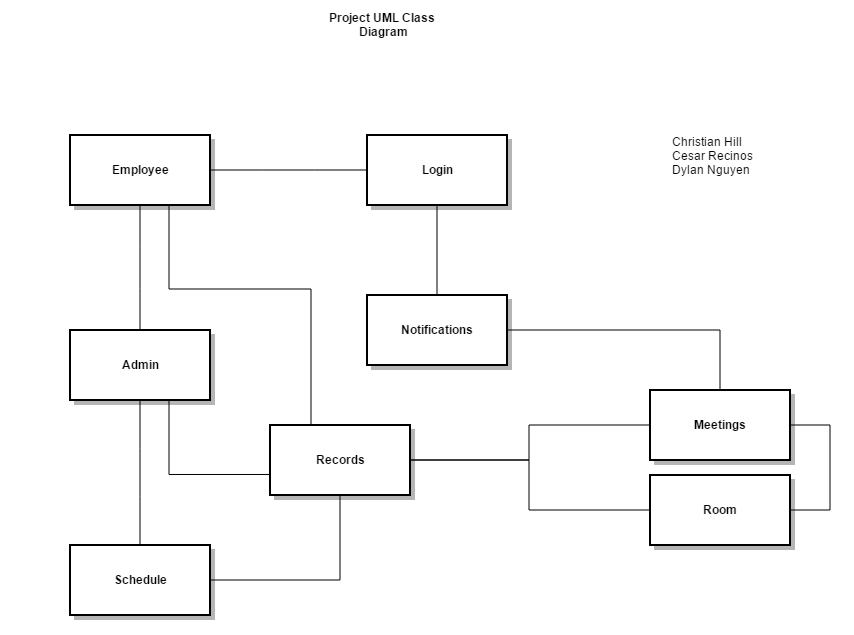 Project UML Class
Diagram
Christian Hill
Cesar Recinos
Dylan Nguyen
Employee
Login
Notifications
Admin
Meetings
Records
Room
Schedule